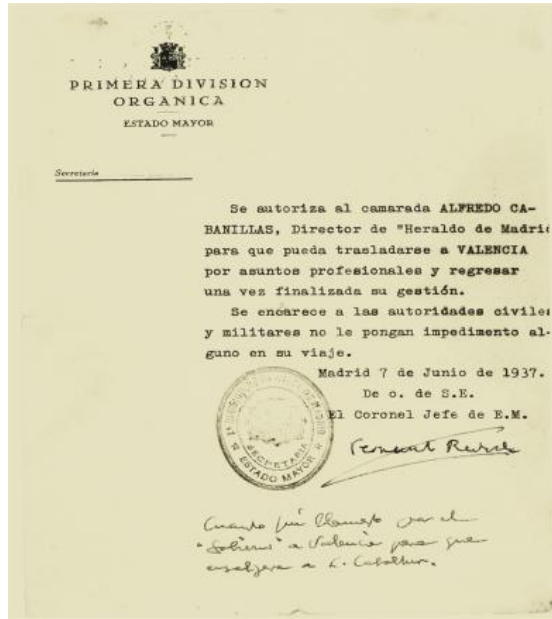 PRIMERA DIVISION
ORGANICA
ESTADO MAYOR
Secretaría
Se autoriza al camarada ALFREDO CA-
BANILLAS, Director de "Heraldo de Madri
para que pueda trasladarse a VALENCIA
por asuntos profesionales y regresar
una vez finalizada su gestión.
Se encarece a las autoridades civiles
y militares no le pongan impedimento al-
guno en su viaje.
Madrid 7 de Junio de 1937.
De o. de S.E.
El Coronel Jefe de E.M.
SECRETARIA
ESTADO MAYOR
Cuando fuí llamado por el
"Gobierno" a Valencia para que
a L. Caballero.